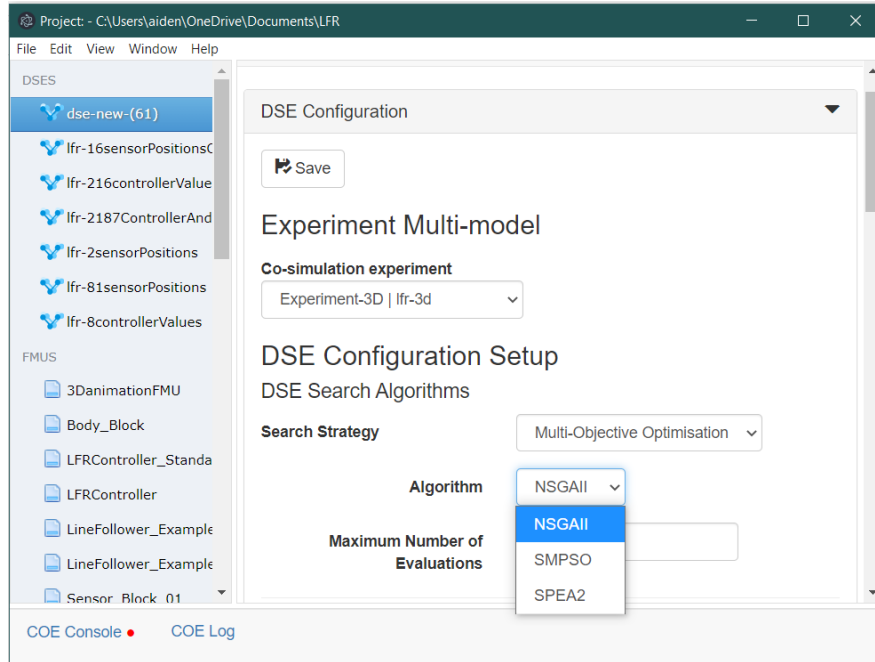 Project: - C:\Users\aiden\OneDrive\Documents\LFR
File Edit View Window Help
DSES
dse-new-(61)
lfr-16sensorPositionsC
lfr-216controllerValue
lfr-2187ControllerAnd
lfr-2sensorPositions
lfr-81sensorPositions
lfr-8controllerValues
FMUS
3DanimationFMU
Body_Block
LFRController_Standa
LFRController
LineFollower_Example
LineFollower_Example
Sensor_Block_01
DSE Configuration
Save
Experiment Multi-model
Co-simulation experiment
Experiment-3D | lfr-3d
DSE Configuration Setup
DSE Search Algorithms
Search Strategy
Multi-Objective Optimisation
Algorithm
NSGAII
NSGAII
SMPSO
SPEA2
Maximum Number of
Evaluations
COE Console
COE Log